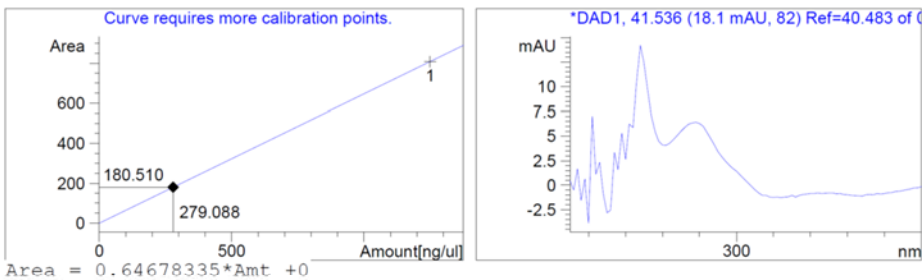 Curve requires more calibration points.
Area
600
400
200
0
180.510
279.088
1
0
500
Amount[ng/ul]
Area = 0.64678335*Amt +0
*DAD1, 41.536 (18.1 mAU, 82) Ref=40.483 of
mAU
10
7.5
5
2.5
0
-2.5
300
nm